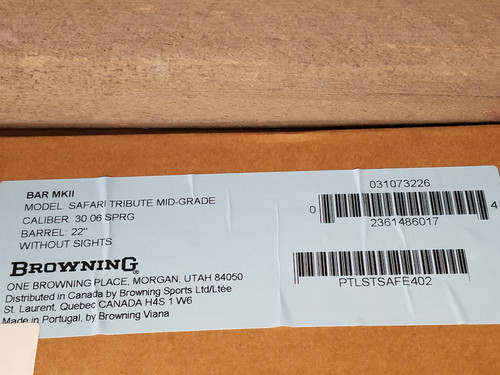 BAR MKII
MODEL: SAFARI TRIBUTE MID-GRADE
CALIBER: 30.06 SPRG
BARREL: 22"
WITHOUT SIGHTS
BROWNING®
ONE BROWNING PLACE, MORGAN, UTAH 84050
Distributed in Canada by Browning Sports Ltd/Ltée
St. Laurent, Quebec CANADA H4S 1 W6
Made in Portugal, by Browning Viana
031073226
0 2361486017 4
PTLSTSAFE402